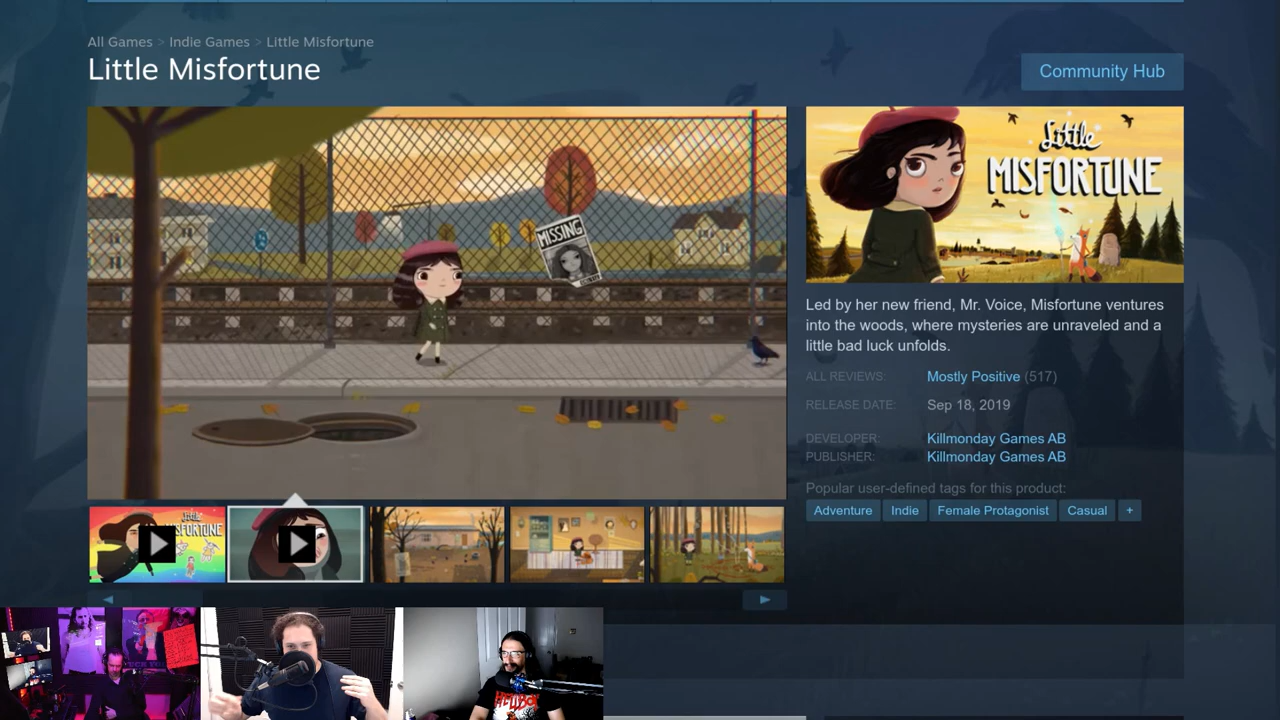 All Games > Indie Games > Little Misfortune
Little Misfortune
Community Hub
MISSING
Little
MISFORTUNE
Led by her new friend, Mr. Voice, Misfortune ventures
into the woods, where mysteries are unraveled and a
little bad luck unfolds.
ALL REVIEWS: Mostly Positive (517)
RELEASE DATE: Sep 18, 2019
DEVELOPER: Killmonday Games AB
PUBLISHER: Killmonday Games AB
Popular user-defined tags for this product:
Adventure Indie Female Protagonist Casual +
HELLBOY